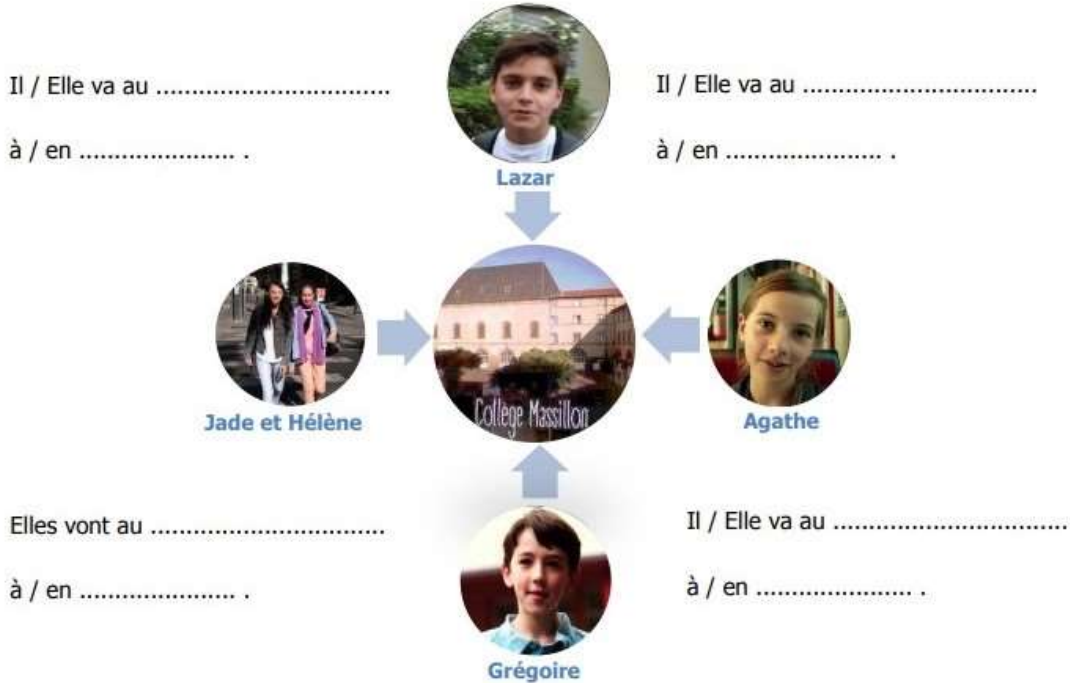 Il / Elle va au ...................................
à / en ....................... .
Il / Elle va au ...................................
à / en ....................... .
Lazar
Jade et Hélène
Collège Massillon
Agathe
Elles vont au ...................................
à / en ....................... .
Il / Elle va au ...................................
à / en ....................... .
Grégoire